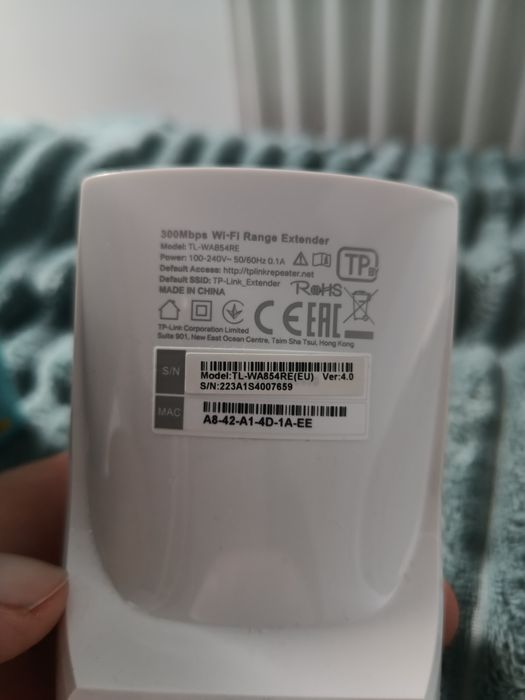 300Mbps Wi-Fi Range Extender
Model: TL-WA854RE
Power: 100-240V~ 50/60Hz 0.1A
Default Access: http://tplinkrepeater.net
Default SSID: TP-Link_Extender
MADE IN CHINA
RoHS
TP
BY
CE EAC
TP-Link Corporation Limited
Suite 901, New East Ocean Centre, Tsim Sha Tsui, Hong Kong
S/N
Model:TL-WA854RE(EU) Ver:4.0
S/N:223A1S4007659
MAC
A8-42-A1-4D-1A-EE